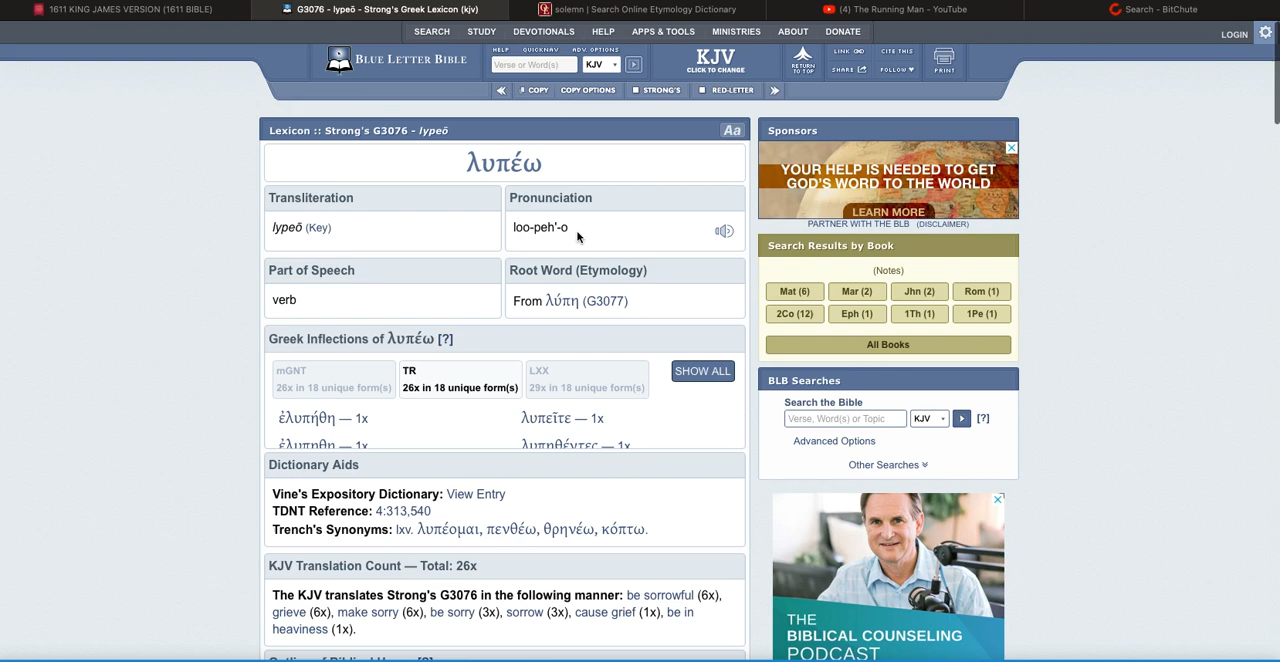 1611 KING JAMES VERSION (1611 BIBLE)
G3076 - lypeō - Strong's Greek Lexicon (kjv)
solemn | Search Online Etymology Dictionary
(4) The Running Man - YouTube
Search - BitChute
SEARCH STUDY DEVOTIONALS HELP APPS & TOOLS MINISTRIES ABOUT DONATE
LOGIN
BLUE LETTER BIBLE
HELP QUICKNAV ADV. OPTIONS
Verse or Word(s) KJV
KJV
CLICK TO CHANGE
RETURN
TO TOP
LINK CITE THIS
SHARE FOLLOW
PRINT
COPY COPY OPTIONS STRONG'S RED-LETTER
Lexicon :: Strong's G3076 - lypeō
Aa
λυπέω
Transliteration
lypeō (Key)
Pronunciation
loo-peh'-o
Part of Speech
verb
Root Word (Etymology)
From λύπη (G3077)
Greek Inflections of λυπέω [?]
mGNT
26x in 18 unique form(s)
TR
26x in 18 unique form(s)
LXX
29x in 18 unique form(s)
SHOW ALL
ἐλυπήθη — 1x
λυπεῖτε — 1x
ἐλυπηθη — 1x
λυπηθέντες — 1x
Dictionary Aids
Vine's Expository Dictionary: View Entry
TDNT Reference: 4:313,540
Trench's Synonyms: lxv. λυπέομαι, πενθέω, θρηνέω, κόπτω.
KJV Translation Count — Total: 26x
The KJV translates Strong's G3076 in the following manner: be sorrowful (6x),
grieve (6x), make sorry (6x), be sorry (3x), sorrow (3x), cause grief (1x), be in
heaviness (1x).
Sponsors
YOUR HELP IS NEEDED TO GET
GOD'S WORD TO THE WORLD
LEARN MORE
PARTNER WITH THE BLB (DISCLAIMER)
Search Results by Book
(Notes)
Mat (6) Mar (2) Jhn (2) Rom (1)
2Co (12) Eph (1) 1Th (1) 1Pe (1)
All Books
BLB Searches
Search the Bible
Verse, Word(s) or Topic KJV [?]
Advanced Options
Other Searches
THE
BIBLICAL COUNSELING
PODCAST